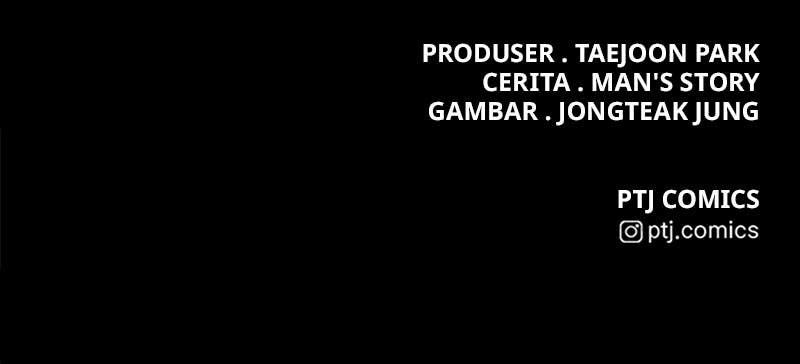 PRODUSER . TAEJOON PARK
CERITA . MAN'S STORY
GAMBAR . JONGTEAK JUNG
PTJ COMICS
ptj.comics